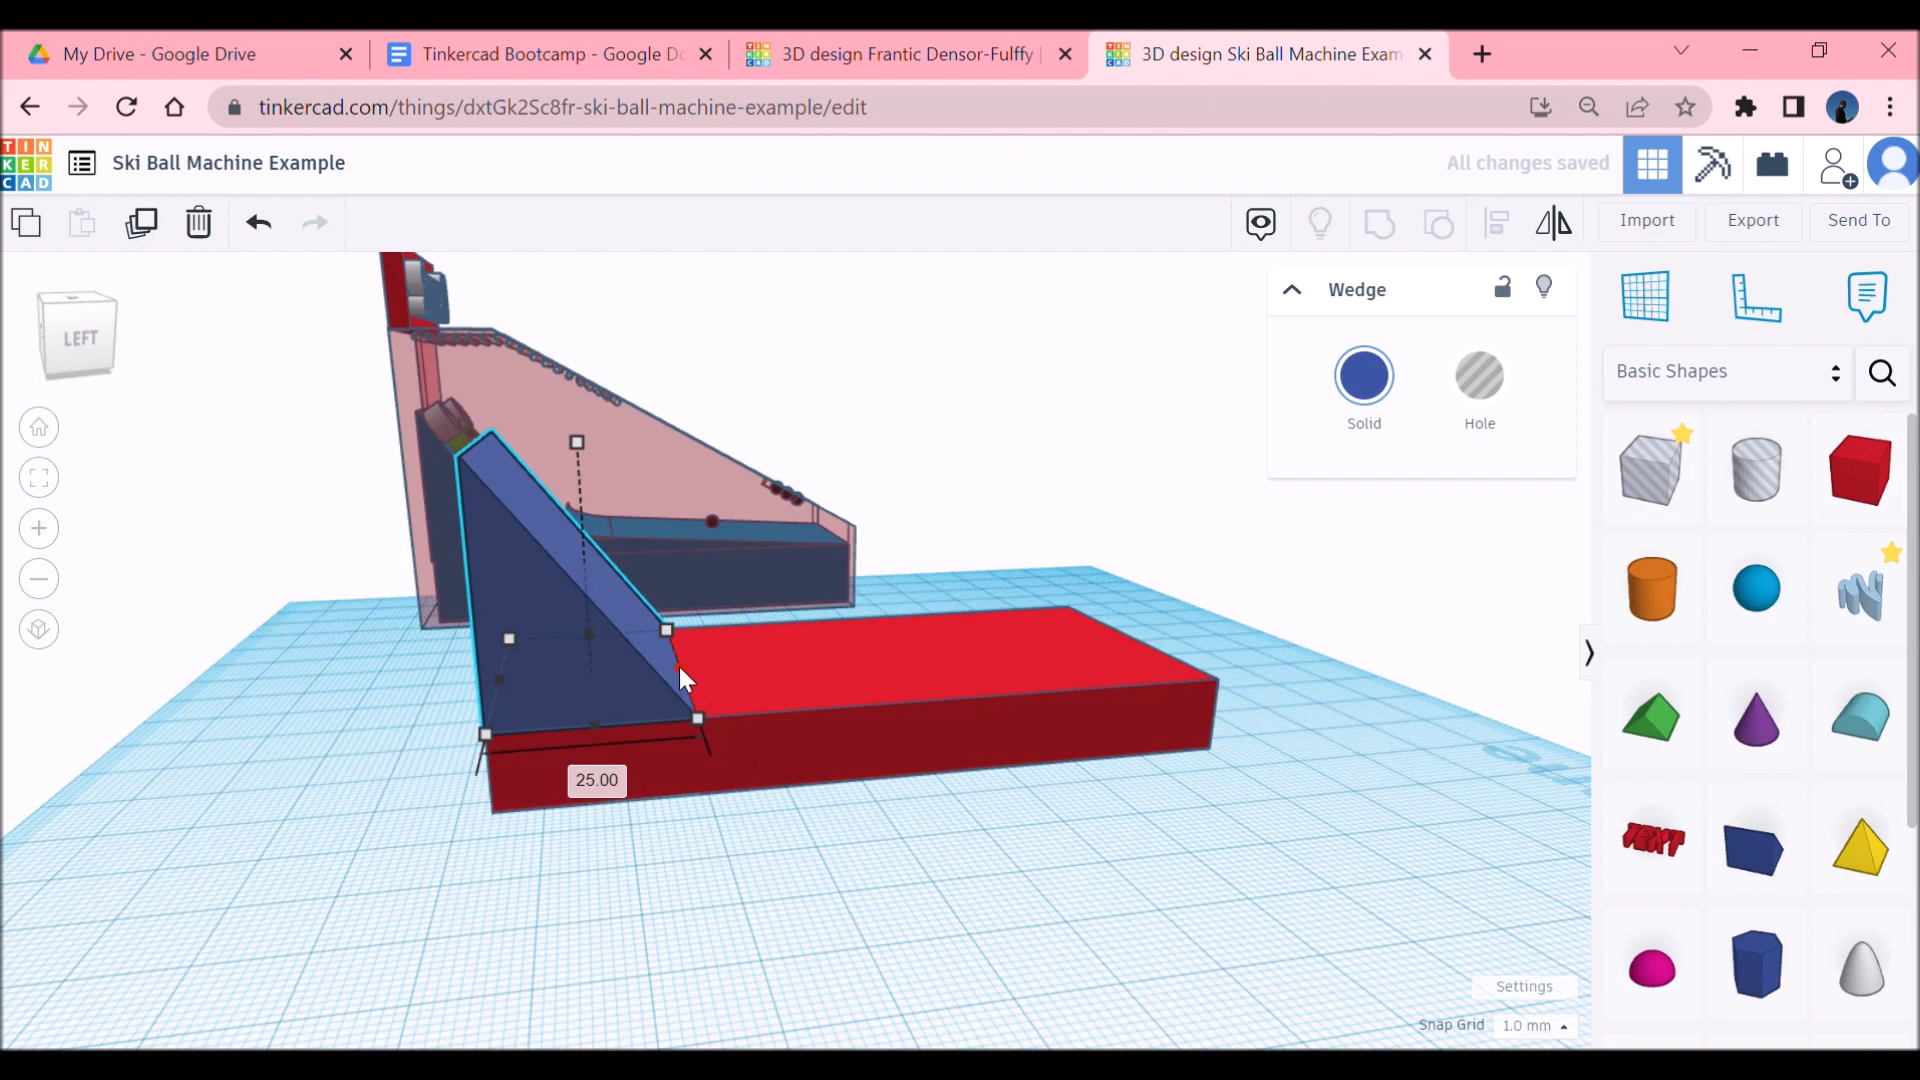 My Drive - Google Drive
Tinkercad Bootcamp - Google Do
3D design Frantic Densor-Fulffy |
3D design Ski Ball Machine Exam
tinkercad.com/things/dxtGk2Sc8fr-ski-ball-machine-example/edit
TIN
KER
CAD
Ski Ball Machine Example
All changes saved
Import
Export
Send To
LEFT
Wedge
Solid
Hole
Basic Shapes
TEXT
25.00
Settings
Snap Grid
1.0 mm